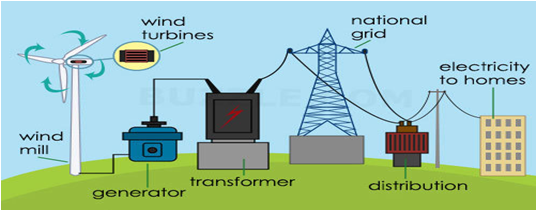 wind
turbines
national
grid
electricity
to homes
wind
mill
generator
transformer
distribution